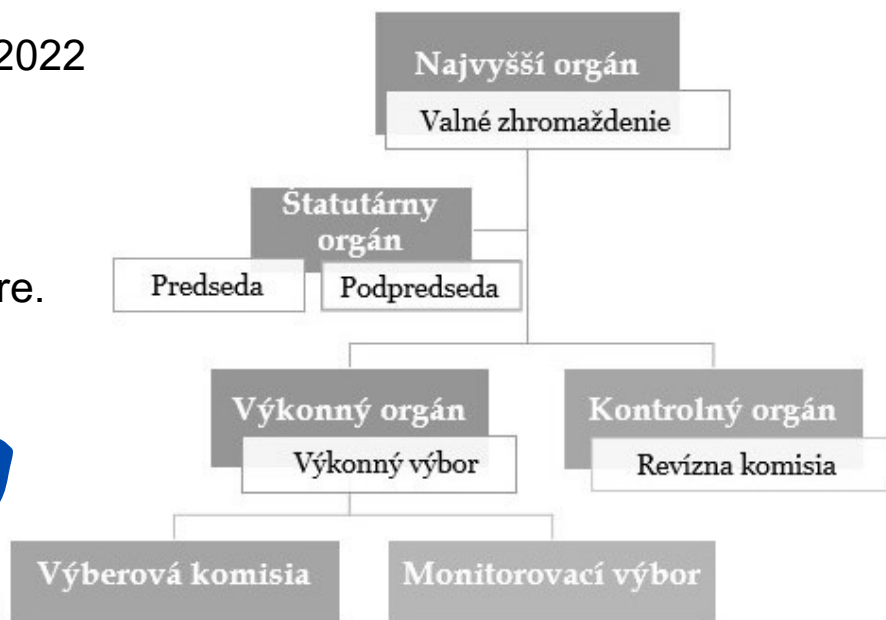 2022
re.
Najvyšší orgán
Valné zhromaždenie
Štatutárny
orgán
Predseda
Podpredseda
Výkonný orgán
Výkonný výbor
Kontrolný orgán
Revízna komisia
Výberová komisia
Monitorovací výbor